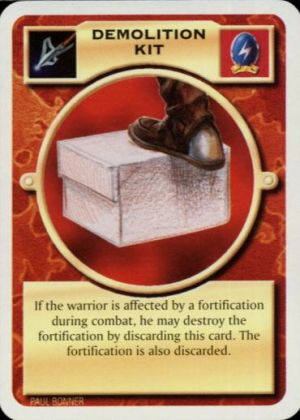 DEMOLITION
KIT
If the warrior is affected by a fortification
during combat, he may destroy the
fortification by discarding this card. The
fortification is also discarded.
PAUL BONNER